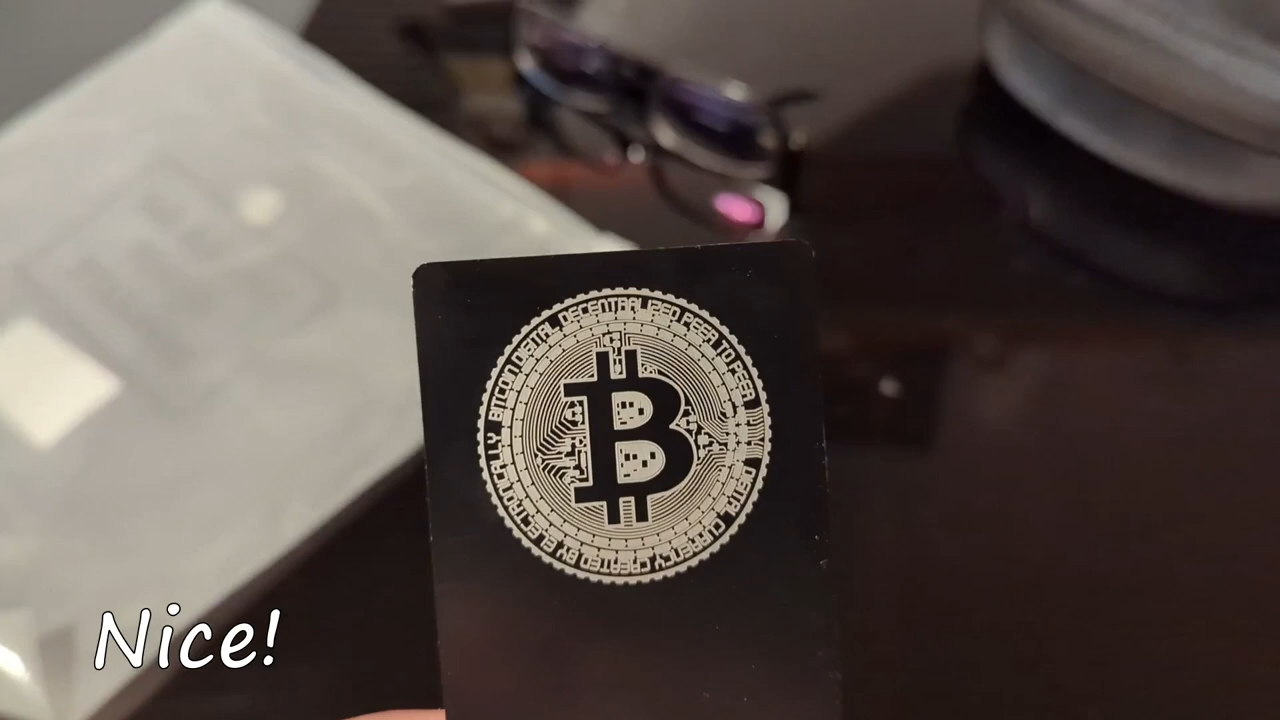 BITCOIN DIGITAL DECENTRALIZED PEER TO PEER
DIGITAL CURRENCY CREATED BY ELECTRONICALLY
Nice!